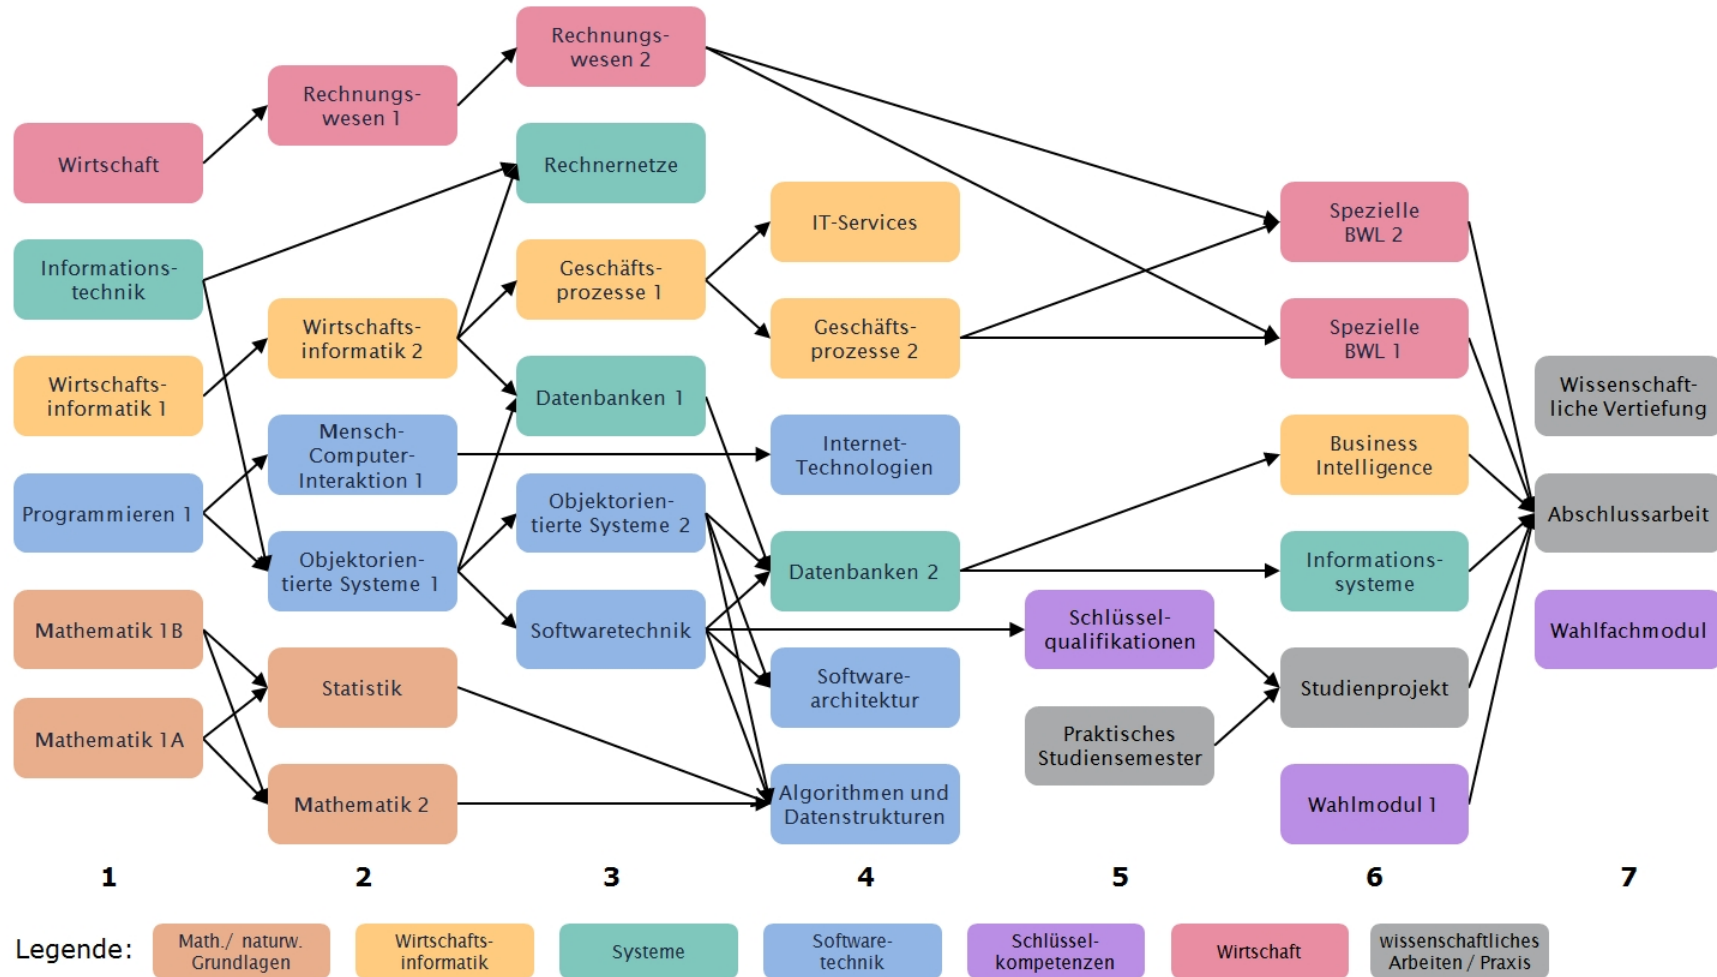 Wirtschaft
Informations-
technik
Wirtschafts-
informatik 1
Programmieren 1
Mathematik 1B
Mathematik 1A
Rechnungs-
wesen 1
Wirtschafts-
informatik 2
Mensch-
Computer-
Interaktion 1
Objektorien-
tierte Systeme 1
Statistik
Mathematik 2
Rechnungs-
wesen 2
Rechnernetze
Geschäfts-
prozesse 1
Datenbanken 1
Objektorien-
tierte Systeme 2
Softwaretechnik
IT-Services
Geschäfts-
prozesse 2
Internet-
Technologien
Datenbanken 2
Software-
architektur
Algorithmen und
Datenstrukturen
Schlüssel-
qualifikationen
Praktisches
Studiensemester
Spezielle
BWL 2
Spezielle
BWL 1
Business
Intelligence
Informations-
systeme
Studienprojekt
Wahlmodul 1
Wissenschaft-
liche Vertiefung
Abschlussarbeit
Wahlfachmodul
1 2 3 4 5 6 7
Legende:
Math./ naturw.
Grundlagen
Wirtschafts-
informatik
Systeme
Software-
technik
Schlüssel-
kompetenzen
Wirtschaft
wissenschaftliches
Arbeiten / Praxis